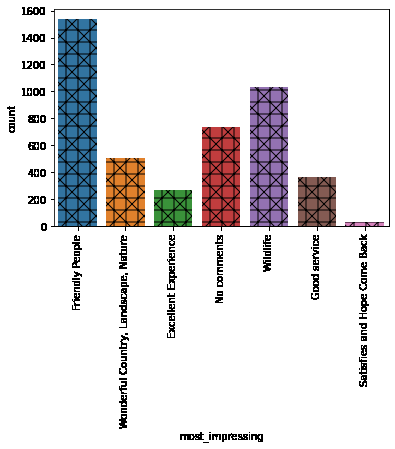 1600
1400
1200
1000
800
600
400
200
0
count
Friendly People
Wonderful Country, Landscape, Nature
Excellent Experience
No comments
Wildlife
Good service
Satisfies and Hope Come Back
most_impressing